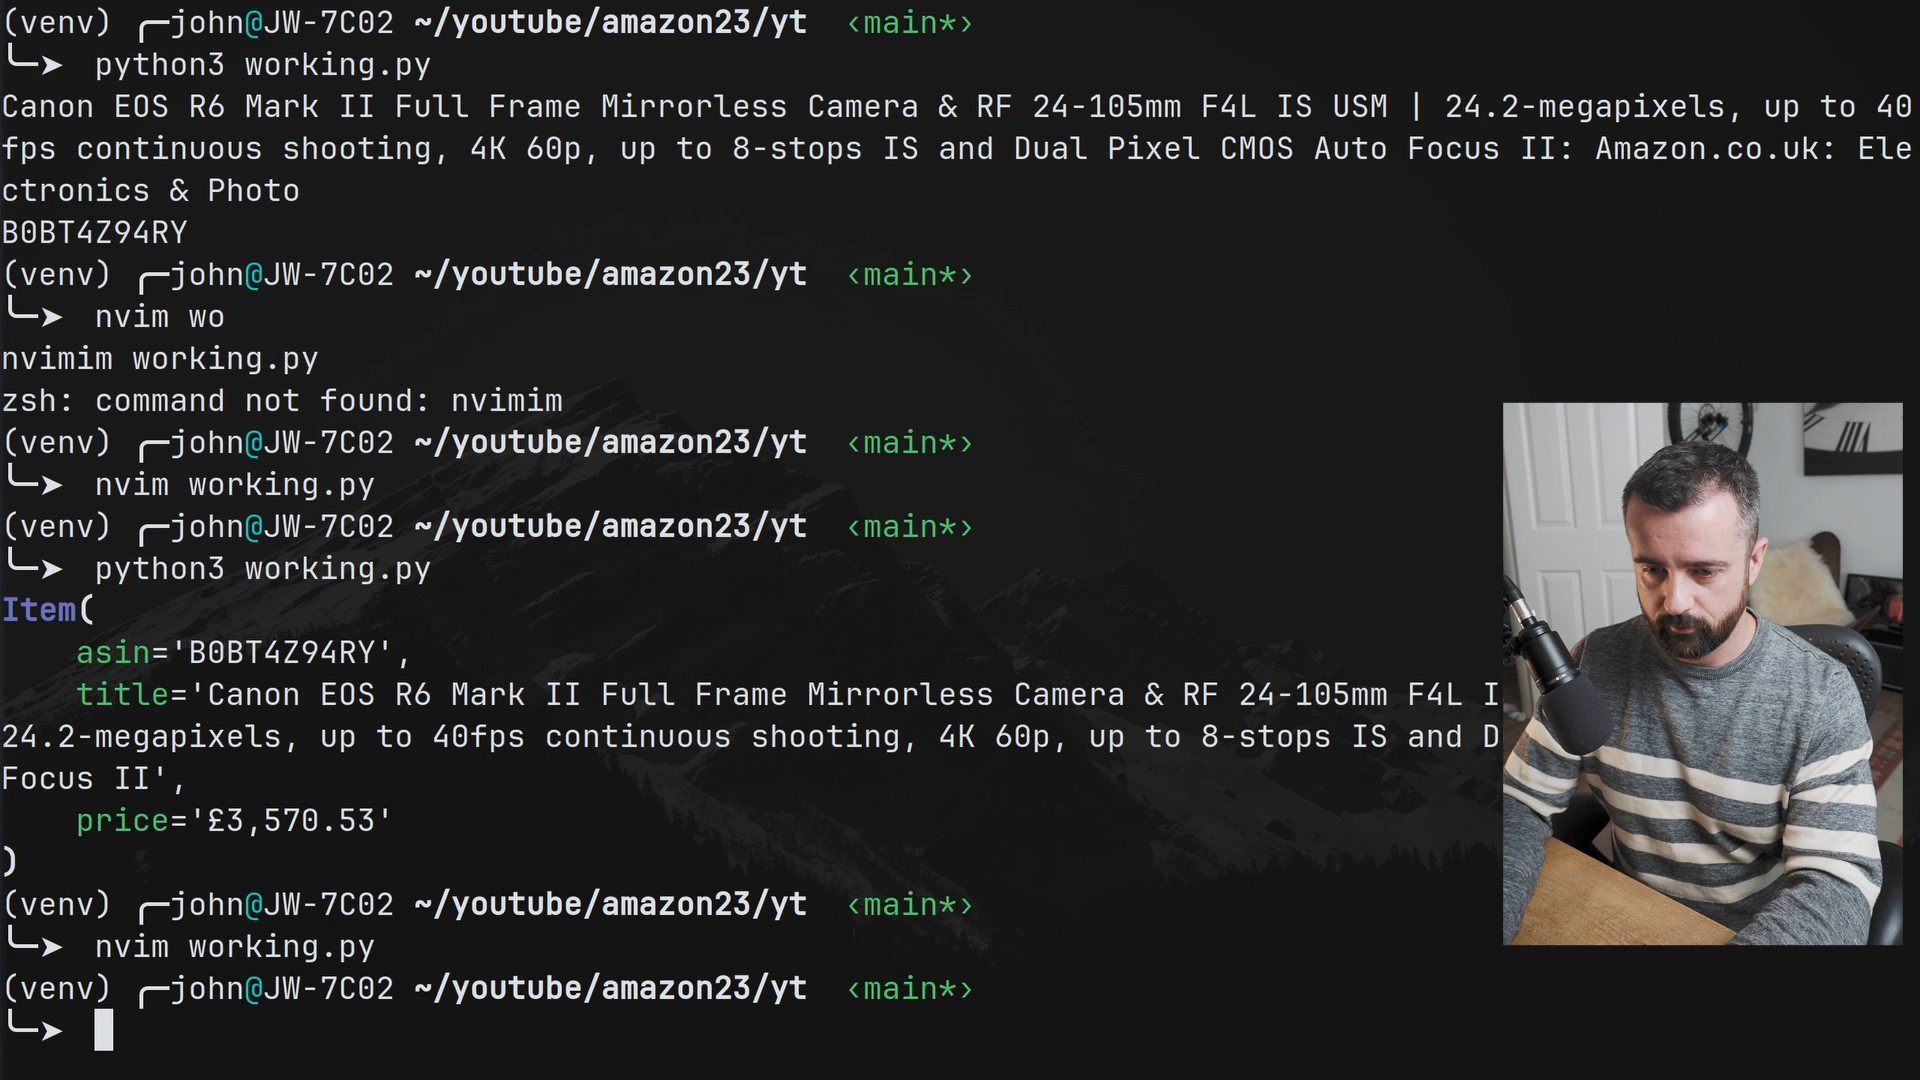 (venv) ╭─john@JW-7C02 ~/youtube/amazon23/yt ‹main*›
╰─➤ python3 working.py
Canon EOS R6 Mark II Full Frame Mirrorless Camera & RF 24-105mm F4L IS USM | 24.2-megapixels, up to 40
fps continuous shooting, 4K 60p, up to 8-stops IS and Dual Pixel CMOS Auto Focus II: Amazon.co.uk: Ele
ctronics & Photo
B0BT4Z94RY
(venv) ╭─john@JW-7C02 ~/youtube/amazon23/yt ‹main*›
╰─➤ nvim wo
nvimim working.py
zsh: command not found: nvimim
(venv) ╭─john@JW-7C02 ~/youtube/amazon23/yt ‹main*›
╰─➤ nvim working.py
(venv) ╭─john@JW-7C02 ~/youtube/amazon23/yt ‹main*›
╰─➤ python3 working.py
Item(
    asin='B0BT4Z94RY',
    title='Canon EOS R6 Mark II Full Frame Mirrorless Camera & RF 24-105mm F4L I
24.2-megapixels, up to 40fps continuous shooting, 4K 60p, up to 8-stops IS and D
Focus II',
    price='£3,570.53'
)
(venv) ╭─john@JW-7C02 ~/youtube/amazon23/yt ‹main*›
╰─➤ nvim working.py
(venv) ╭─john@JW-7C02 ~/youtube/amazon23/yt ‹main*›
╰─➤